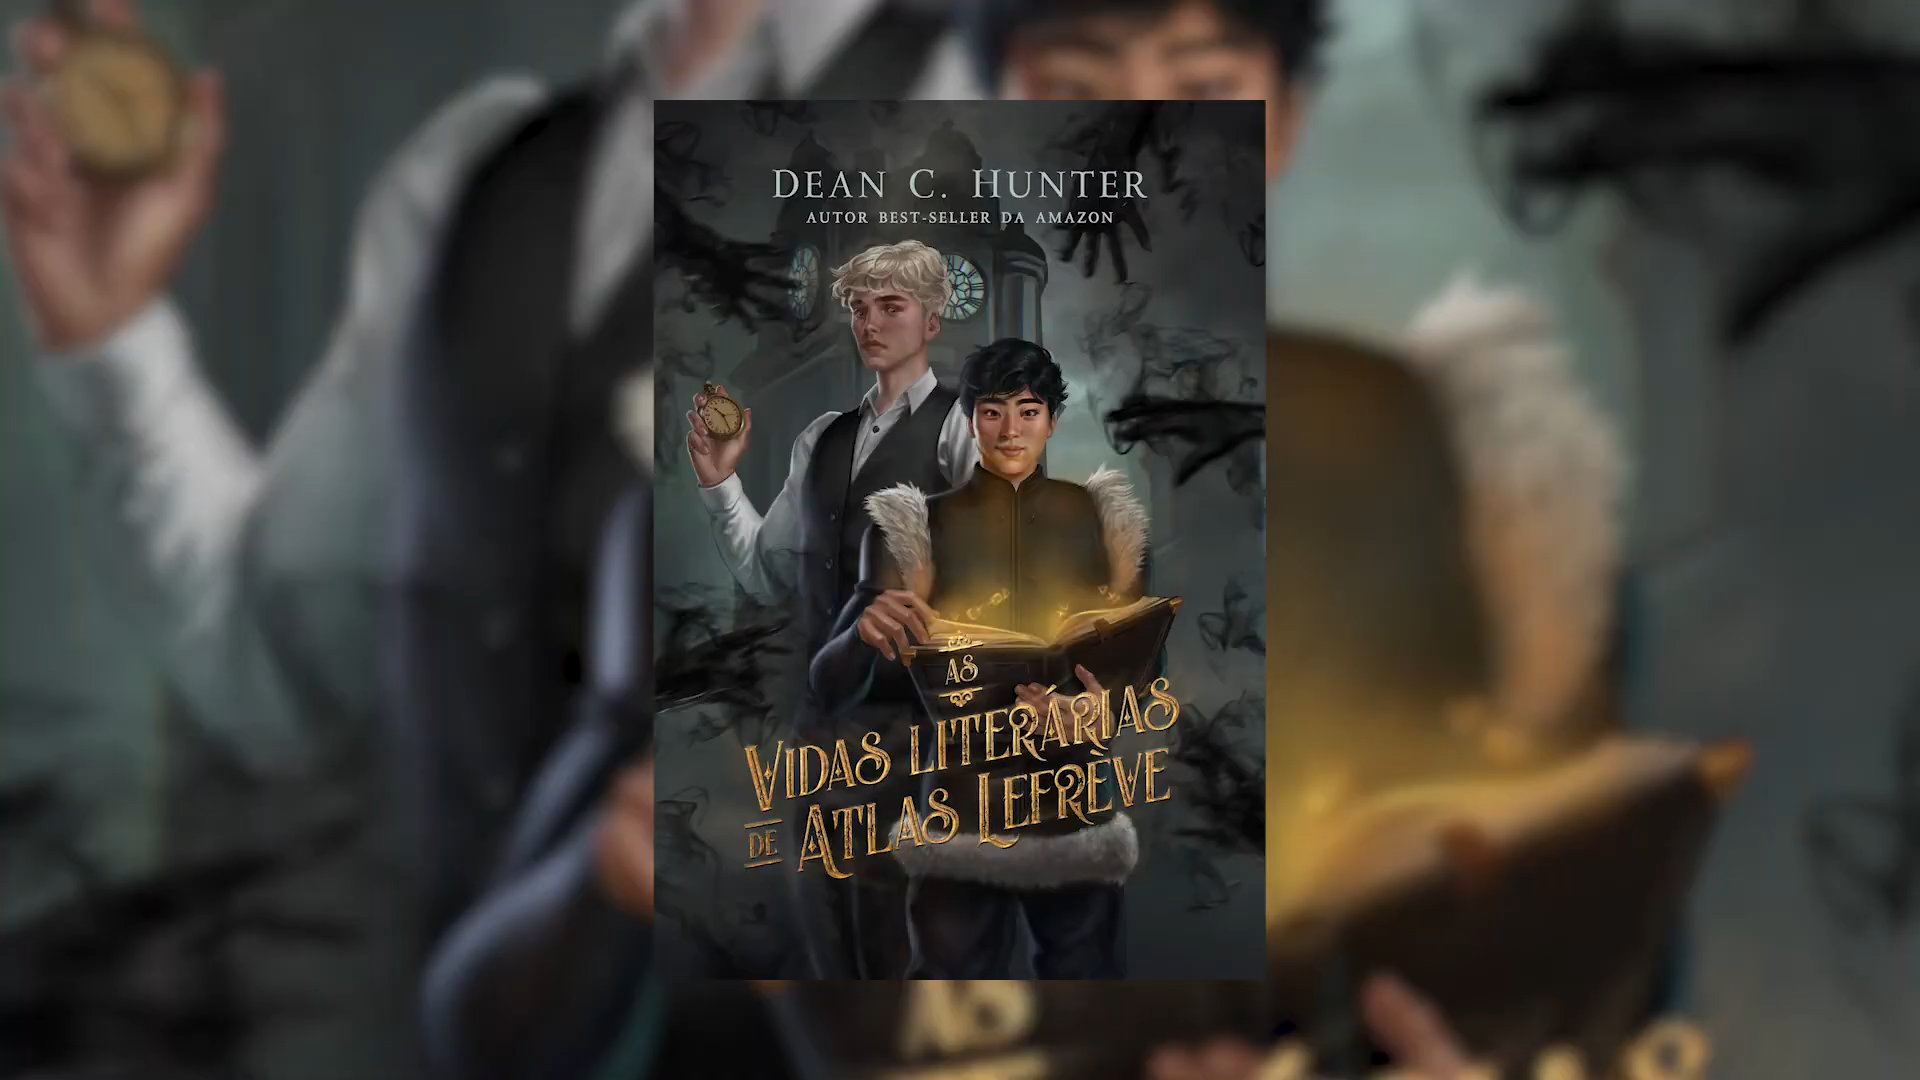 DEAN C. HUNTER
AUTOR BEST-SELLER DA AMAZON
AS
VIDAS LITERÁRIAS
DE ATLAS LEFRÈVE